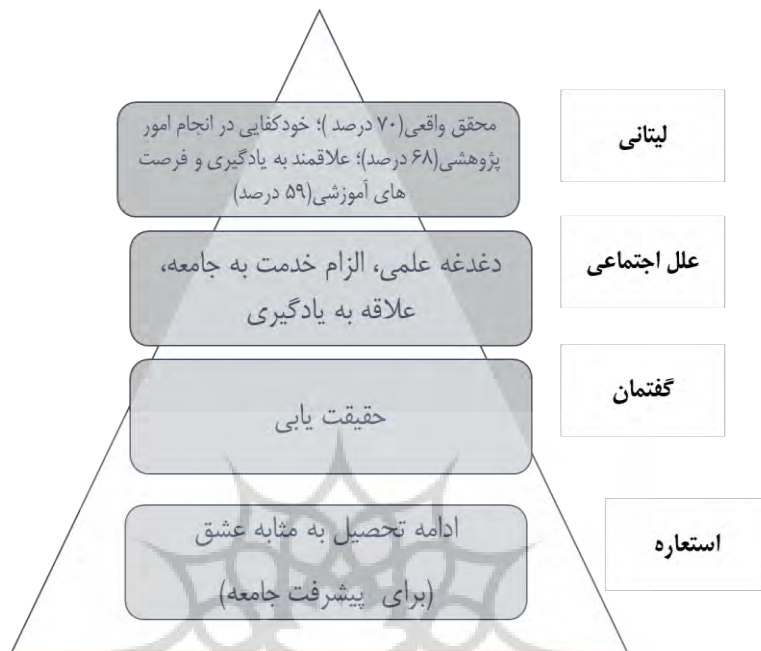 محقق واقعی(۷۰ درصد )؛ خودکفایی در انجام امور
پژوهشی(۶۸ درصد)؛ علاقمند به یادگیری و فرصت
های آموزشی(۵۹ درصد)
لیتانی
دغدغه علمی، الزام خدمت به جامعه،
علاقه به یادگیری
علل اجتماعی
حقیقت یابی
گفتمان
ادامه تحصیل به مثابه عشق
(برای پیشرفت جامعه)
استعاره